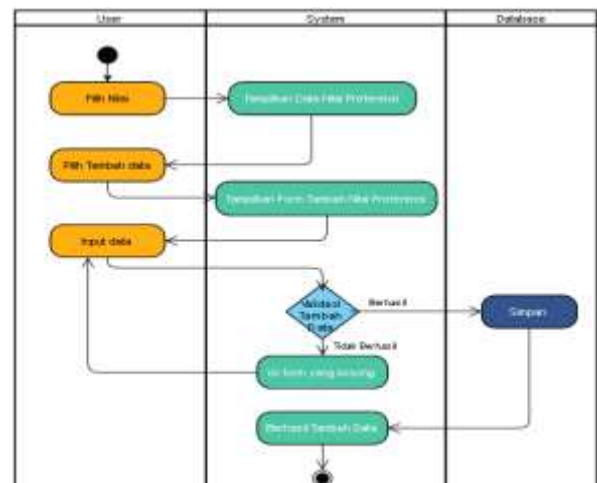 User
System
Database
Pilih Nilai
Tampilkan Data Nilai Preferensi
Pilih Tambah data
Tampilkan Form Tambah Nilai Preferensi
Input data
Validasi
Tambah
Data
Berhasil
Simpan
Tidak Berhasil
Isi form yang kosong
Berhasil Tambah Data